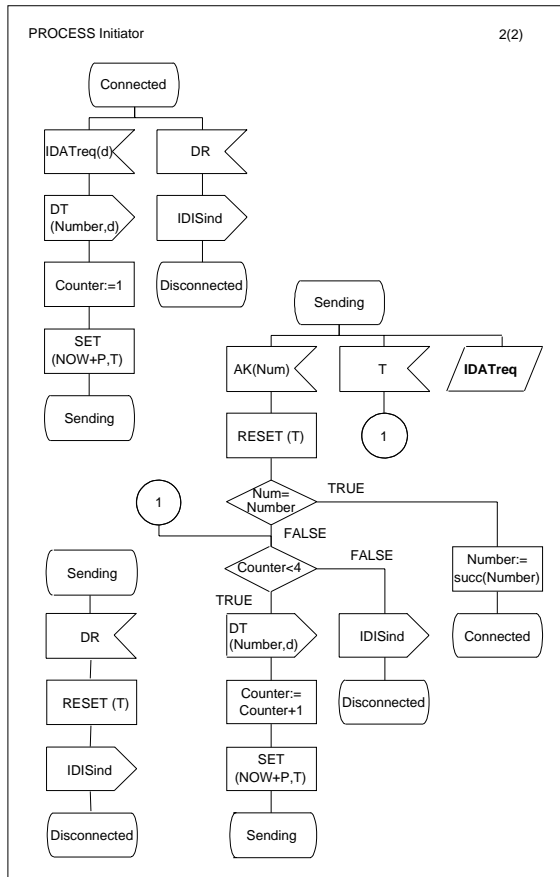 PROCESS Initiator
2(2)
Connected
IDATreq(d)
DR
DT
(Number,d)
IDISind
Counter:=1
Disconnected
SET
(NOW+P,T)
Sending
Sending
AK(Num)
T
IDATreq
RESET (T)
1
Num=
Number
TRUE
1
FALSE
Counter<4
FALSE
Number:=
succ(Number)
TRUE
DT
(Number,d)
IDISind
Connected
Counter:=
Counter+1
Disconnected
SET
(NOW+P,T)
Sending
Sending
DR
RESET (T)
IDISind
Disconnected